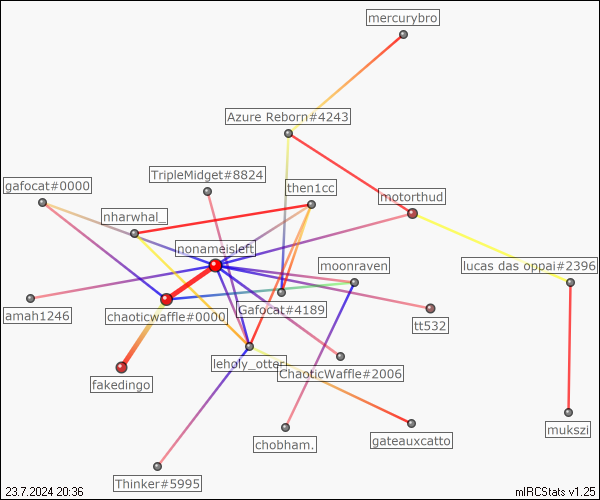 mercurybro
Azure Reborn#4243
TripleMidget#8824
gafocat#0000
then1cc
motorthud
nharwhal_
nonameisleft
moonraven
lucas das oppai#2396
Gafocat#4189
amah1246
chaoticwaffle#0000
tt532
leholy_otter
ChaoticWaffle#2006
fakedingo
mukszi
gateauxcatto
chobham.
Thinker#5995
23.7.2024 20:36
mIRCStats v1.25